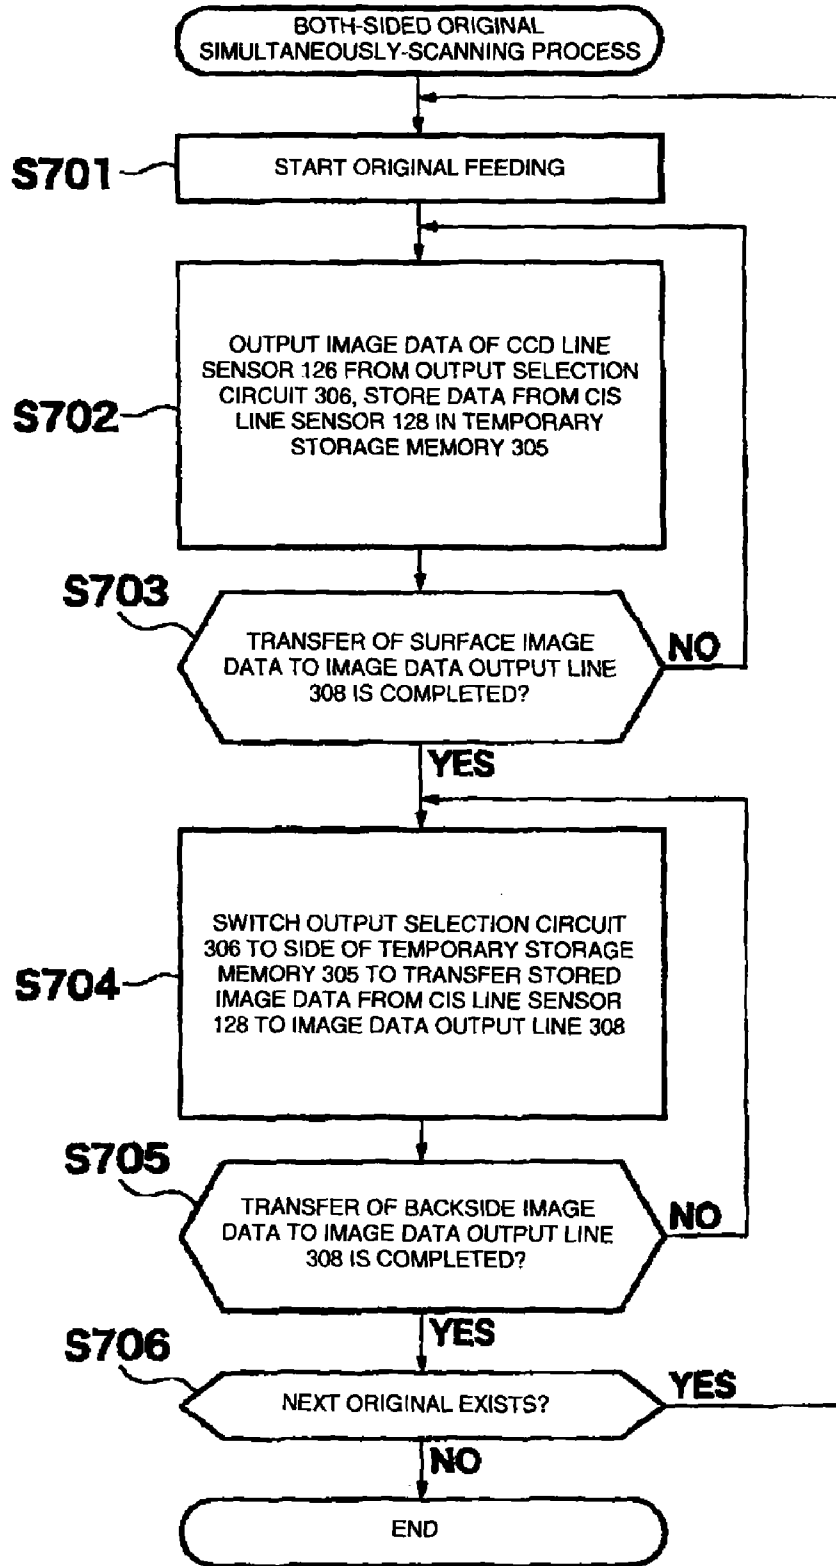 BOTH-SIDED ORIGINAL
SIMULTANEOUSLY-SCANNING PROCESS
S701
START ORIGINAL FEEDING
S702
OUTPUT IMAGE DATA OF CCD LINE
SENSOR 126 FROM OUTPUT SELECTION
CIRCUIT 306, STORE DATA FROM CIS
LINE SENSOR 128 IN TEMPORARY
STORAGE MEMORY 305
S703
TRANSFER OF SURFACE IMAGE
DATA TO IMAGE DATA OUTPUT LINE
308 IS COMPLETED?
NO
YES
S704
SWITCH OUTPUT SELECTION CIRCUIT
306 TO SIDE OF TEMPORARY STORAGE
MEMORY 305 TO TRANSFER STORED
IMAGE DATA FROM CIS LINE SENSOR
128 TO IMAGE DATA OUTPUT LINE 308
S705
TRANSFER OF BACKSIDE IMAGE
DATA TO IMAGE DATA OUTPUT LINE
308 IS COMPLETED?
NO
YES
S706
NEXT ORIGINAL EXISTS?
YES
NO
END